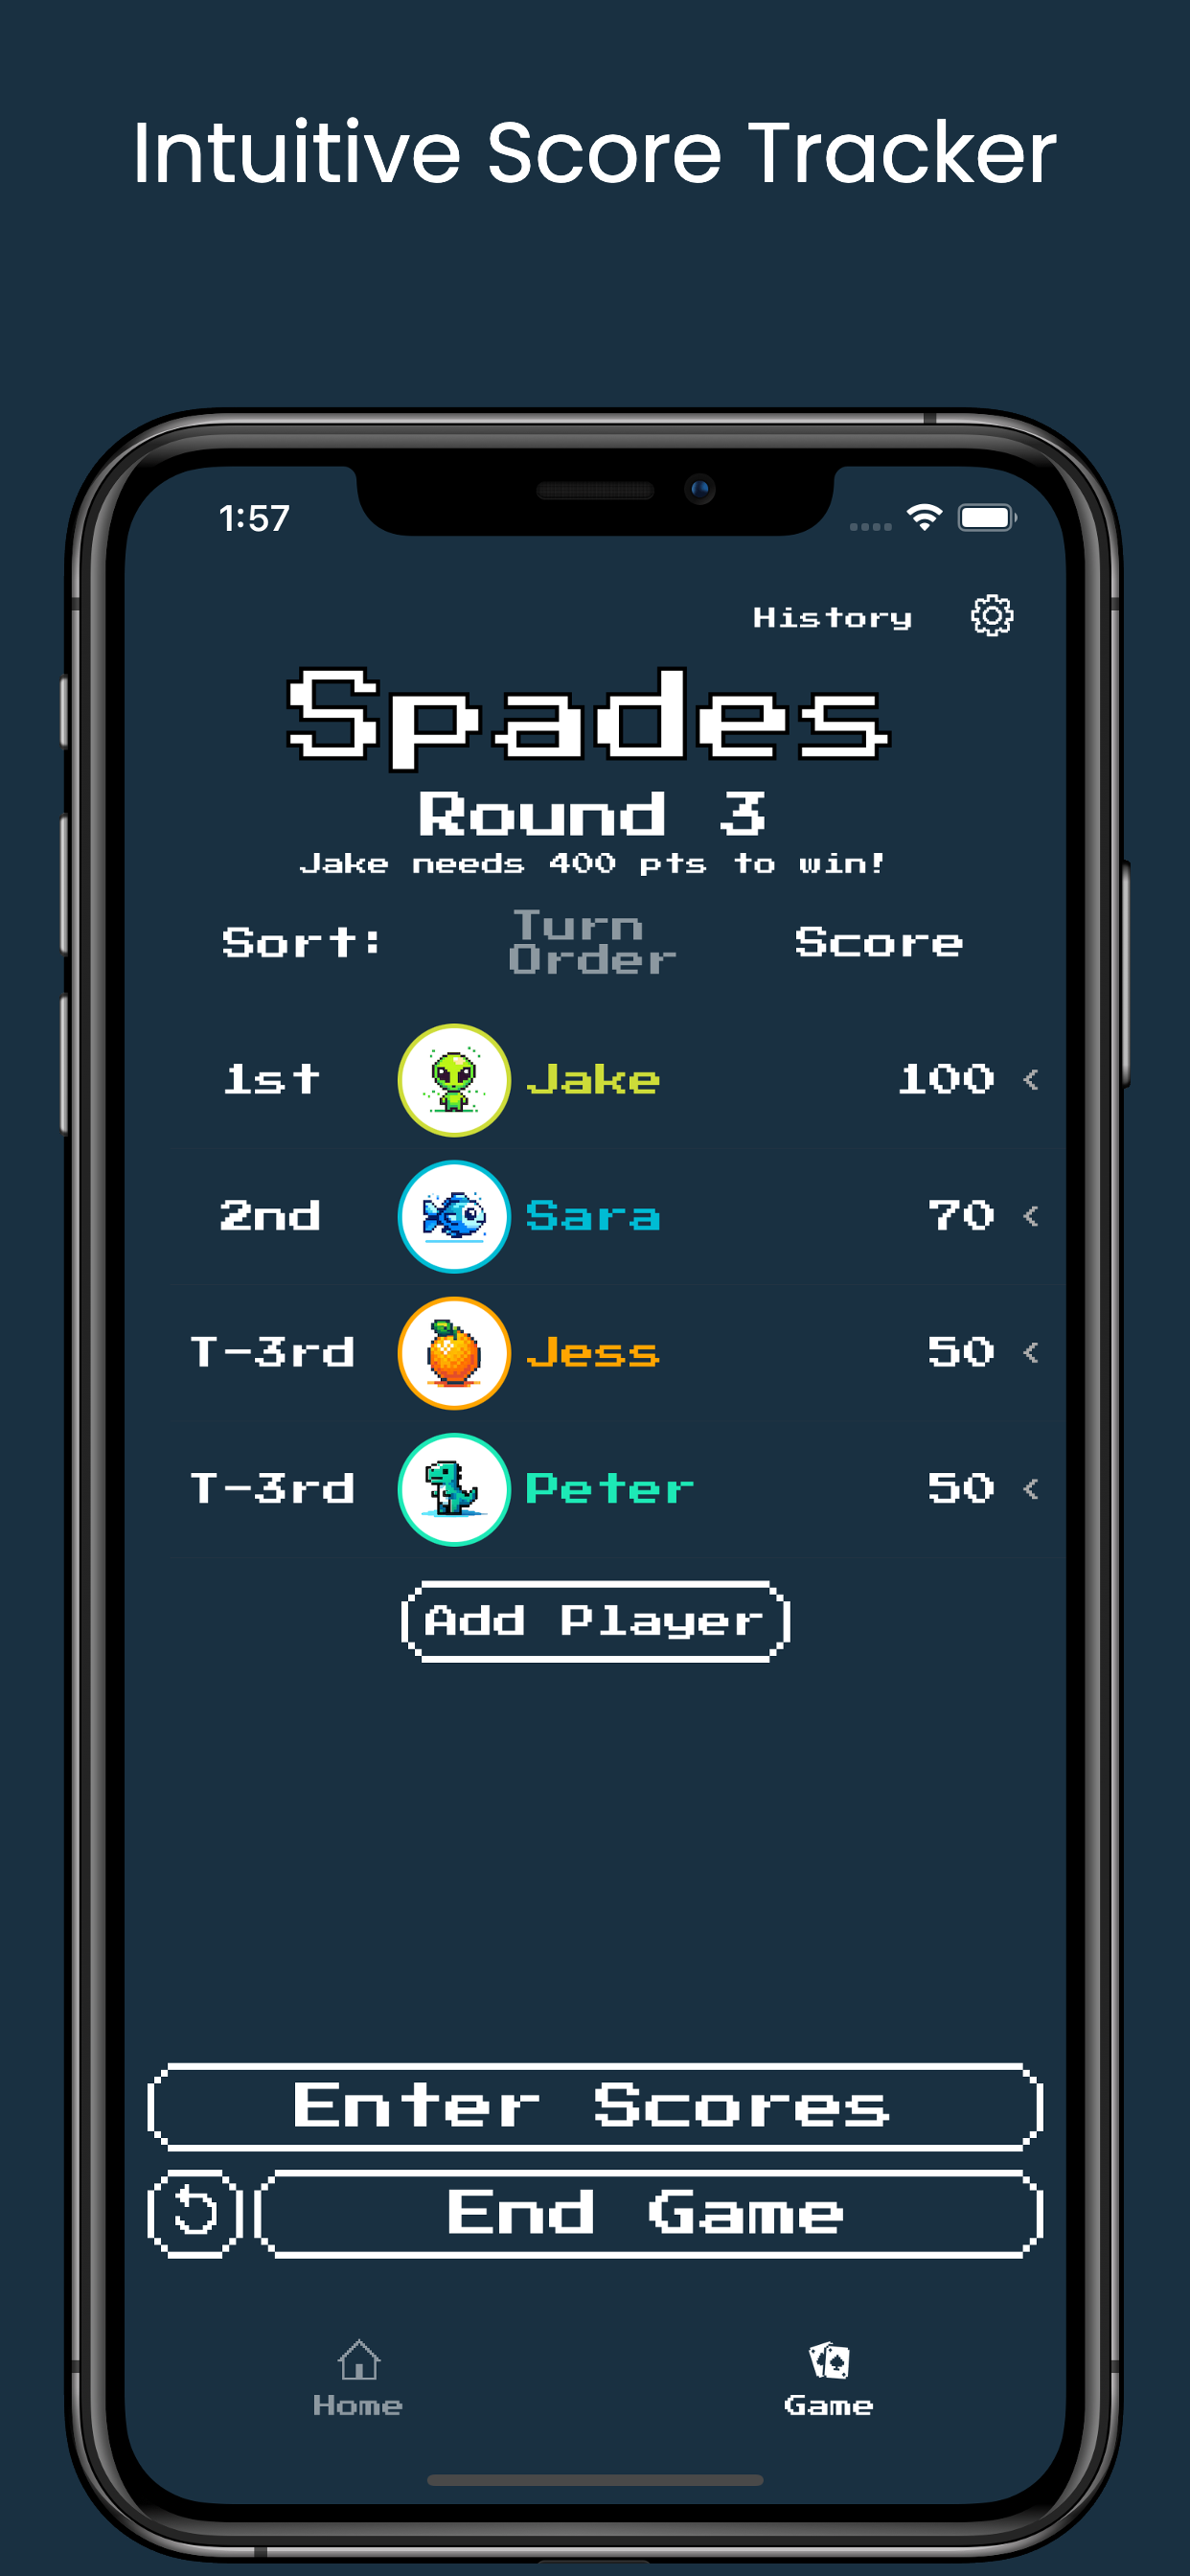 Intuitive Score Tracker
1:57
History
Spades
Round 3
Jake needs 400 pts to win!
Sort: Turn Order Score
1st Jake 100 <
2nd Sara 70 <
T-3rd Jess 50 <
T-3rd Peter 50 <
Add Player
Enter Scores
End Game
Home Game